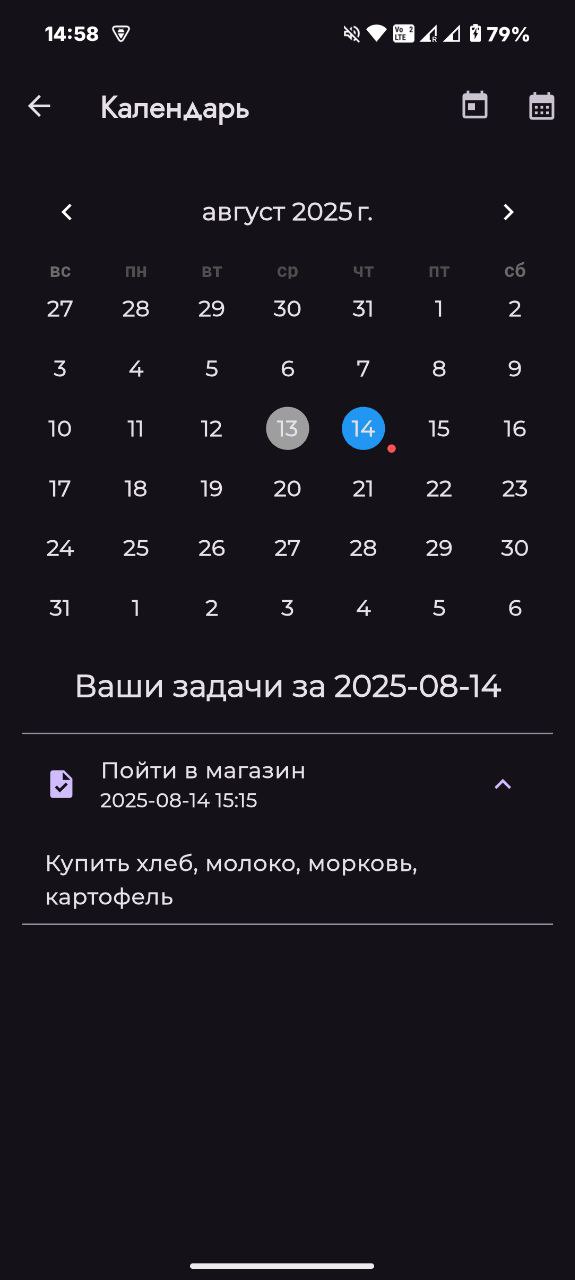 14:58
Vo 2
LTE
R
79%
Календарь
август 2025 г.
вс пн вт ср чт пт сб
27 28 29 30 31 1 2
3 4 5 6 7 8 9
10 11 12 13 14 15 16
17 18 19 20 21 22 23
24 25 26 27 28 29 30
31 1 2 3 4 5 6
Ваши задачи за 2025-08-14
Пойти в магазин
2025-08-14 15:15
Купить хлеб, молоко, морковь,
картофель